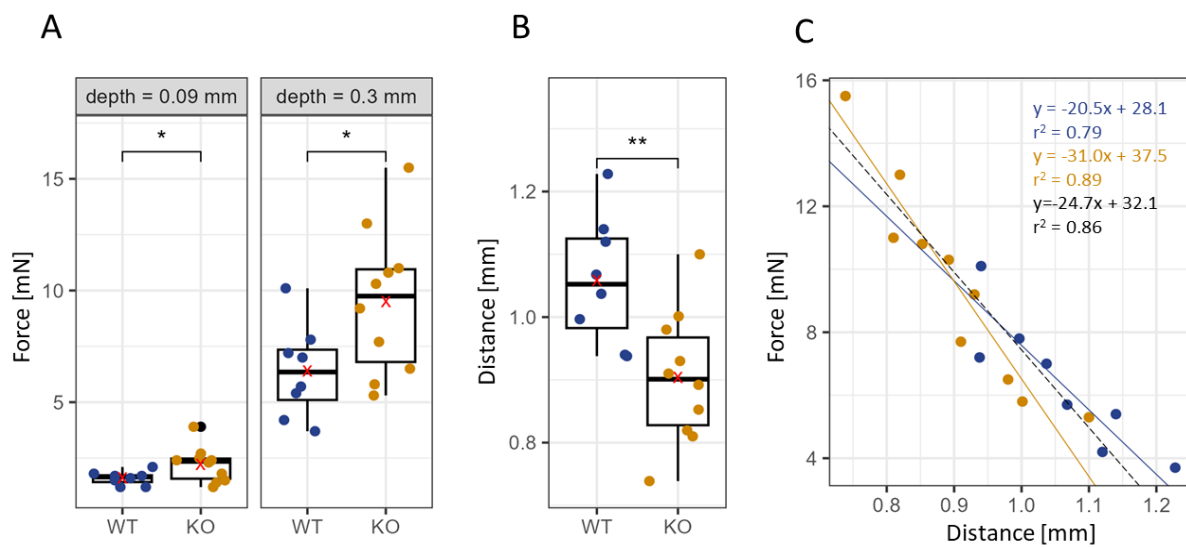 A
B
C
depth = 0.09 mm
depth = 0.3 mm
*
*
**
Force [mN]
15
10
5
WT
KO
WT
KO
Distance [mm]
1.2
1.0
0.8
WT
KO
Force [mN]
16
12
8
4
y = -20.5x + 28.1
r² = 0.79
y = -31.0x + 37.5
r² = 0.89
y=-24.7x + 32.1
r² = 0.86
0.8
0.9
1.0
1.1
1.2
Distance [mm]